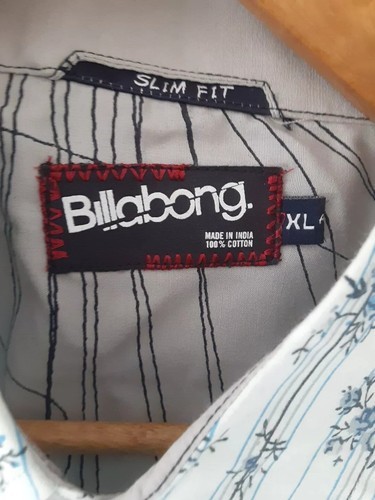 SLIM FIT
Billabong.
MADE IN INDIA
100% COTTON
XL